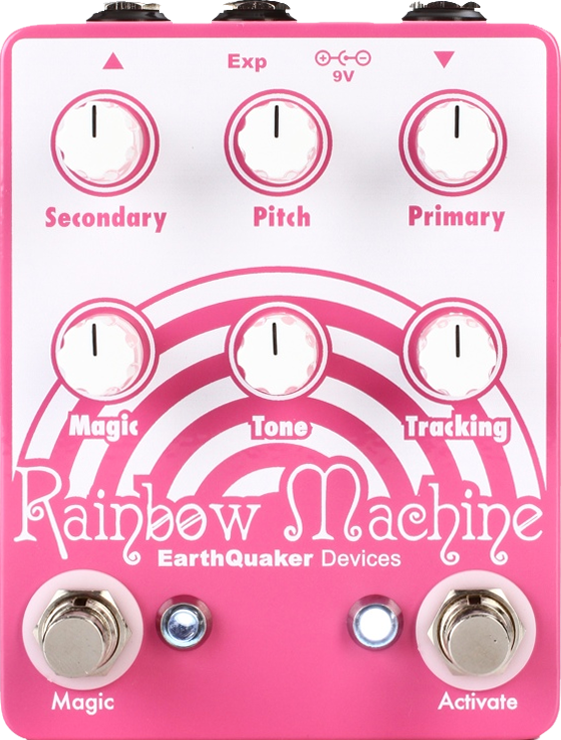 ▲ Exp 9V ▼
Secondary Pitch Primary
Magic Tone Tracking
Rainbow Machine
EarthQuaker Devices
Magic Activate